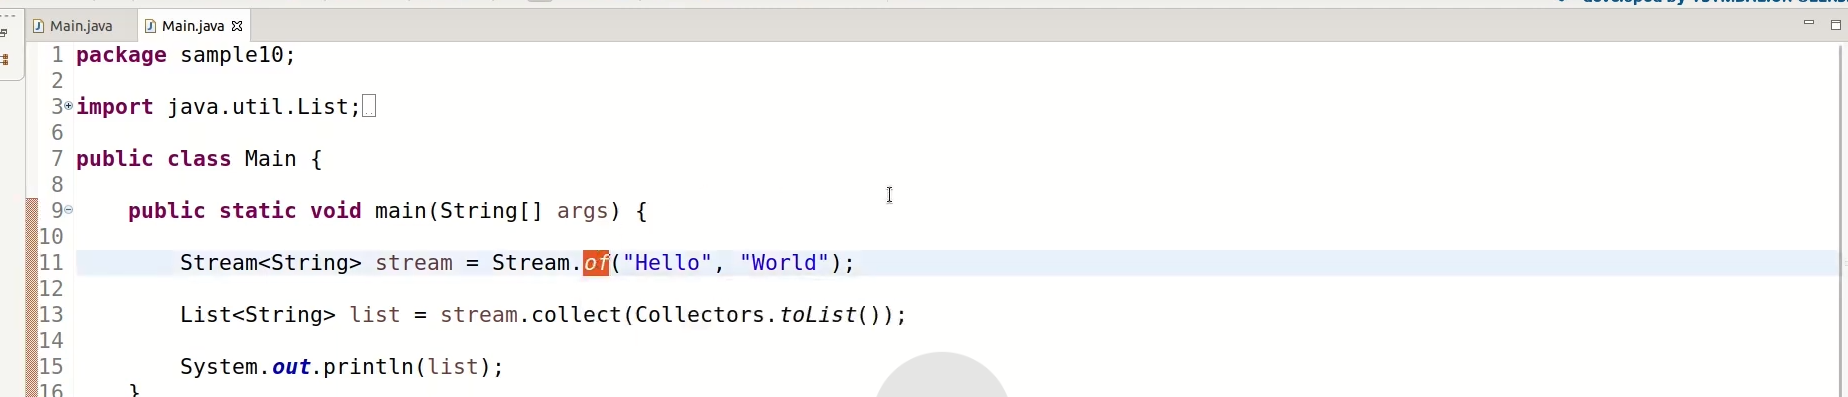 developed by
Main.java Main.java
1 package sample10;
2
3 import java.util.List;
6
7 public class Main {
8
9 public static void main(String[] args) {
10
11 Stream<String> stream = Stream.of("Hello", "World");
12
13 List<String> list = stream.collect(Collectors.toList());
14
15 System.out.println(list);
16 }